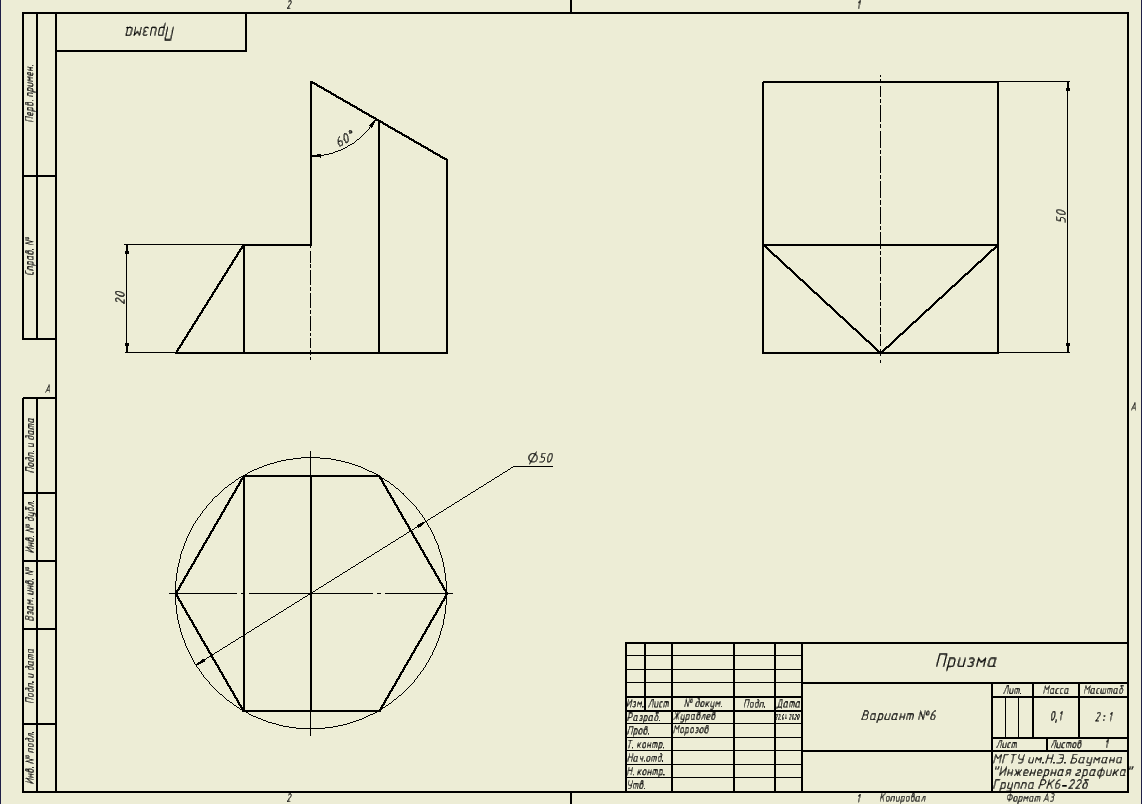 2
1
Призма
Перв. примен.
60°
50
Справ. №
20
А
А
Подп. и дата
Ø50
Инв. № дубл.
Взам. инв. №
Подп. и дата
Инв. № подл.
Призма
Лит. Масса Масштаб
Изм. Лист № докум. Подп. Дата
Разраб. Журавлев
Вариант №6
0,1 2:1
Пров. Морозов
Т. контр.
Лист Листов 1
Нач.отд.
МГТУ им.Н.Э. Баумана
"Инженерная графика"
Н. контр.
Утв.
Группа РК6-22б
2
1 Копировал Формат А3